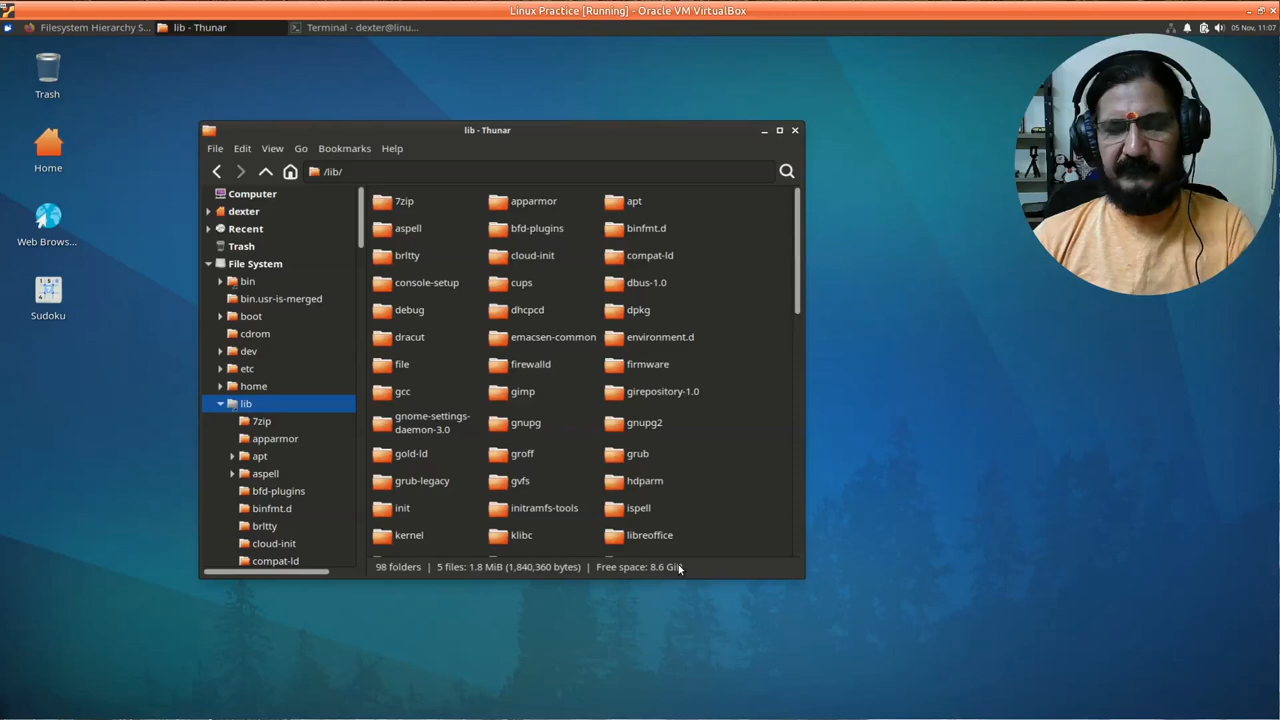 Linux Practice [Running] - Oracle VM VirtualBox
Filesystem Hierarchy S...
lib - Thunar
Terminal - dexter@linu...
05 Nov, 11:07
Trash
Home
Web Brows...
Sudoku
lib - Thunar
File Edit View Go Bookmarks Help
/lib/
Computer
dexter
Recent
Trash
File System
bin
bin.usr-is-merged
boot
cdrom
dev
etc
home
lib
7zip
apparmor
apt
aspell
bfd-plugins
binfmt.d
brltty
cloud-init
compat-ld
7zip apparmor apt
aspell bfd-plugins binfmt.d
brltty cloud-init compat-ld
console-setup cups dbus-1.0
debug dhcpcd dpkg
dracut emacsen-common environment.d
file firewalld firmware
gcc gimp girepository-1.0
gnome-settings-
daemon-3.0 gnupg gnupg2
gold-ld groff grub
grub-legacy gvfs hdparm
init initramfs-tools ispell
kernel klibc libreoffice
98 folders | 5 files: 1.8 MiB (1,840,360 bytes) | Free space: 8.6